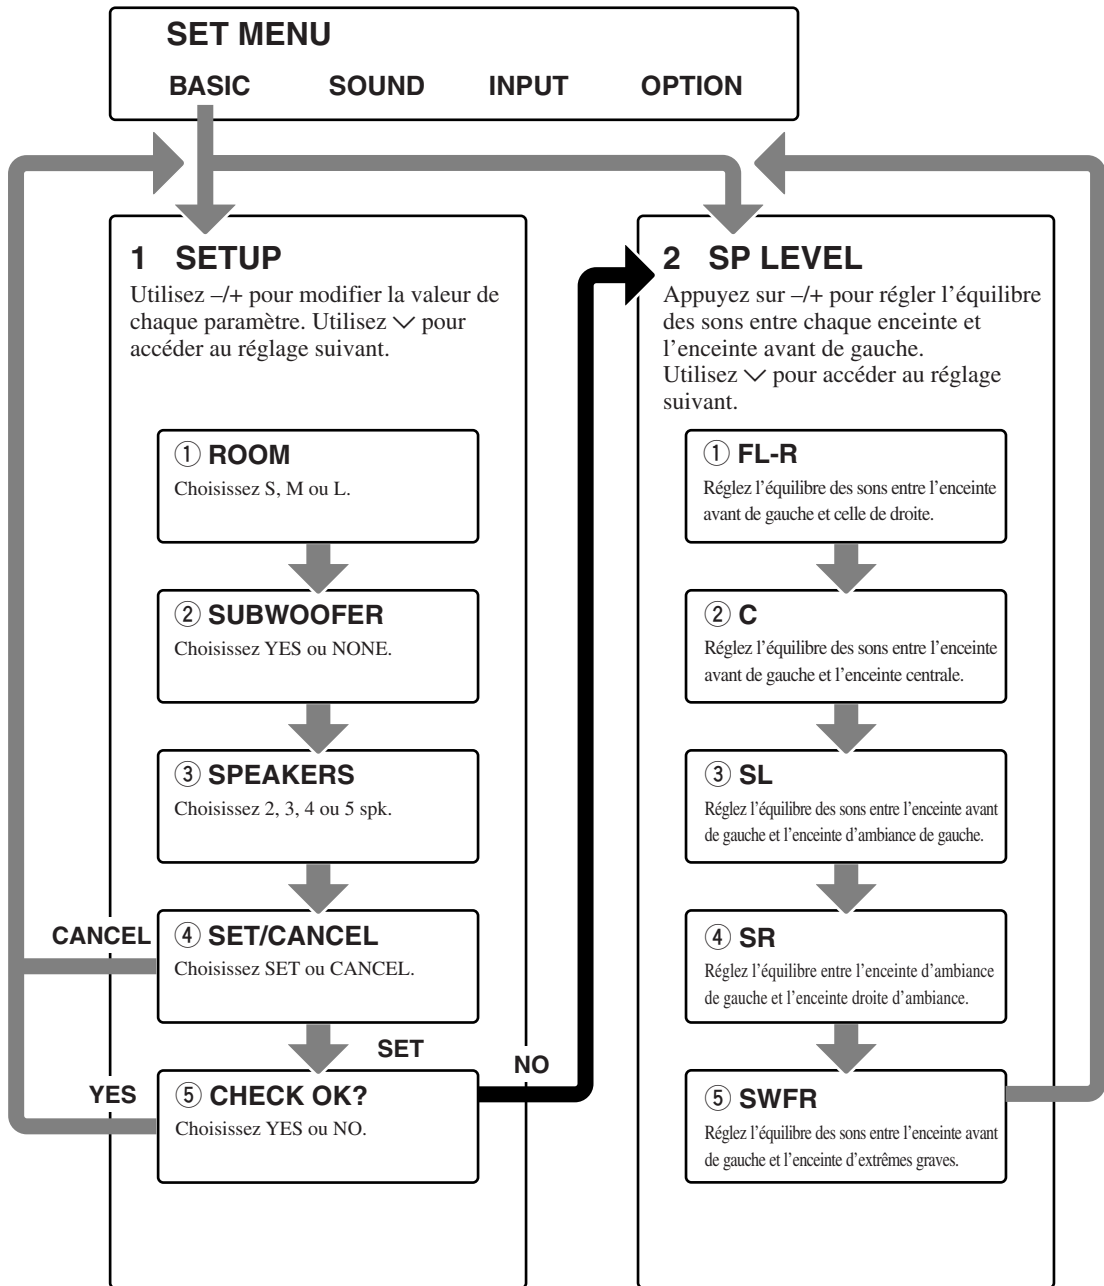 SET MENU
BASIC SOUND INPUT OPTION
1 SETUP
Utilisez –/+ pour modifier la valeur de
chaque paramètre. Utilisez ﹀ pour
accéder au réglage suivant.
① ROOM
Choisissez S, M ou L.
② SUBWOOFER
Choisissez YES ou NONE.
③ SPEAKERS
Choisissez 2, 3, 4 ou 5 spk.
CANCEL
④ SET/CANCEL
Choisissez SET ou CANCEL.
SET
NO
YES
⑤ CHECK OK?
Choisissez YES ou NO.
2 SP LEVEL
Appuyez sur –/+ pour régler l’équilibre
des sons entre chaque enceinte et
l’enceinte avant de gauche.
Utilisez ﹀ pour accéder au réglage
suivant.
① FL-R
Réglez l’équilibre des sons entre l’enceinte
avant de gauche et celle de droite.
② C
Réglez l’équilibre des sons entre l’enceinte
avant de gauche et l’enceinte centrale.
③ SL
Réglez l’équilibre des sons entre l’enceinte avant
de gauche et l’enceinte d’ambiance de gauche.
④ SR
Réglez l’équilibre entre l’enceinte d’ambiance
de gauche et l’enceinte droite d’ambiance.
⑤ SWFR
Réglez l’équilibre des sons entre l’enceinte avant
de gauche et l’enceinte d’extrêmes graves.